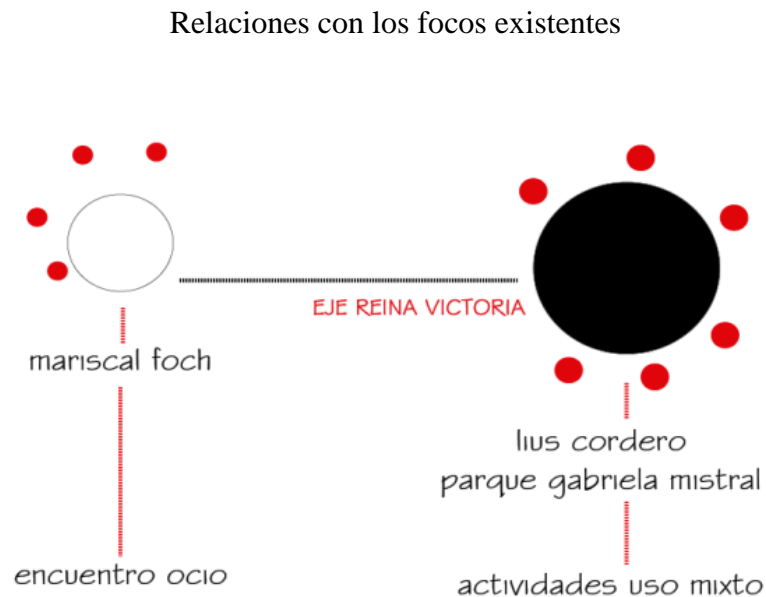 Relaciones con los focos existentes
EJE REINA VICTORIA
mariscal foch
lius cordero
parque gabriela mistral
encuentro ocio
actividades uso mixto